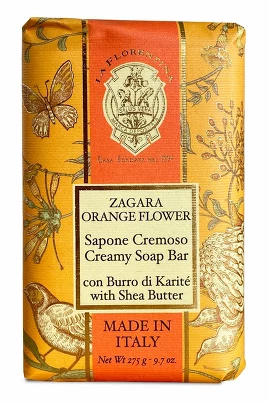 LA FLORENTINA
ZAGARA
ORANGE FLOWER
Sapone Cremoso
Creamy Soap Bar
con Burro di Karité
with Shea Butter
MADE IN
ITALY
Net Wt 275 g - 9.7 oz.